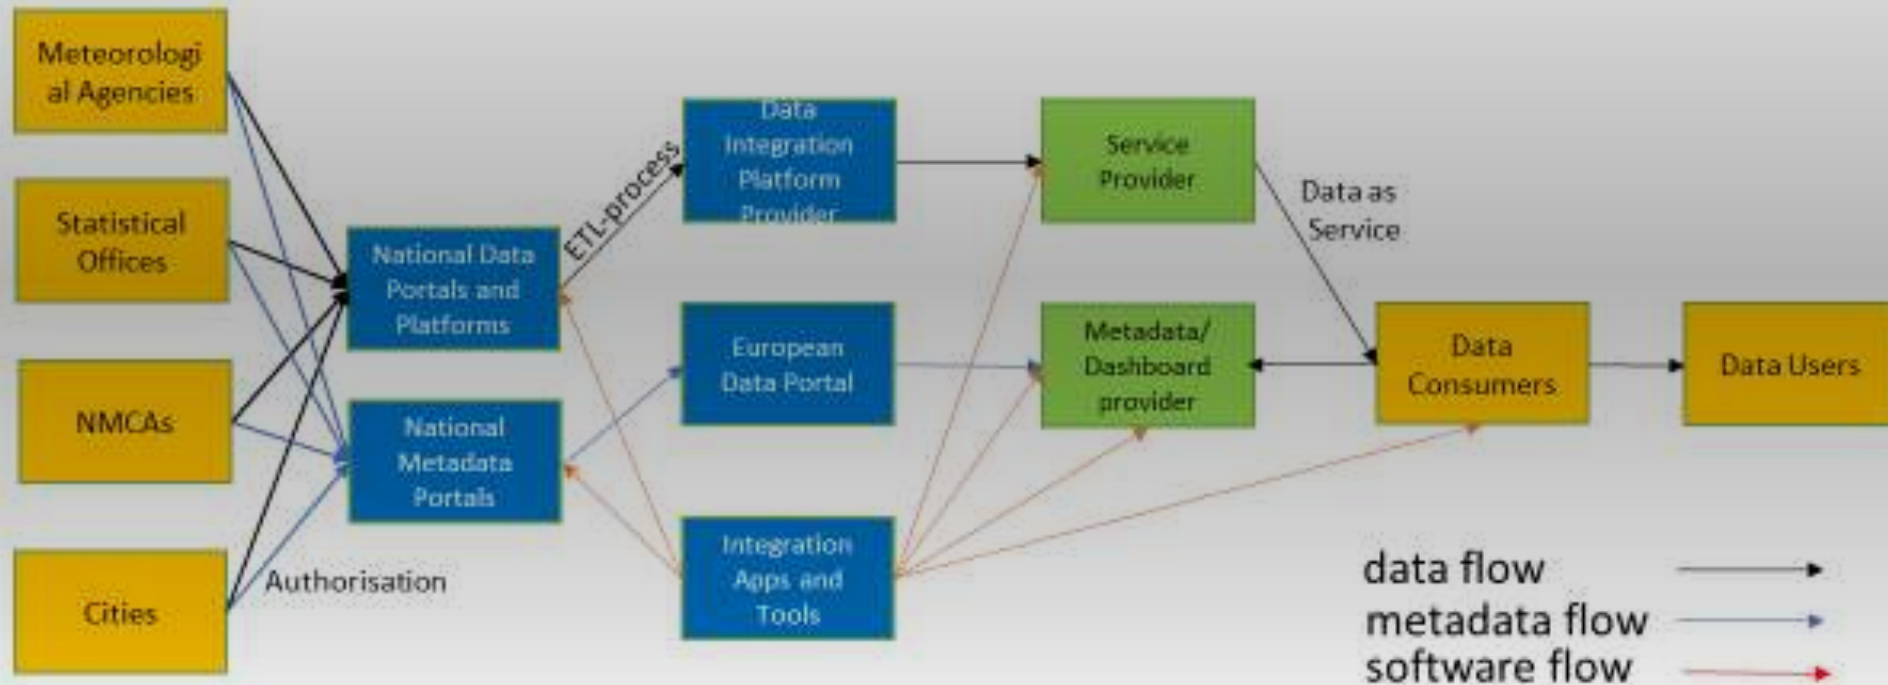 Meteorologi
al Agencies
Statistical
Offices
NMCAs
Cities
Authorisation
National Data
Portals and
Platforms
National
Metadata
Portals
ETL-process
Data
Integration
Platform
Provider
European
Data Portal
Integration
Apps and
Tools
Service
Provider
Metadata/
Dashboard
provider
Data as
Service
Data
Consumers
Data Users
data flow
metadata flow
software flow